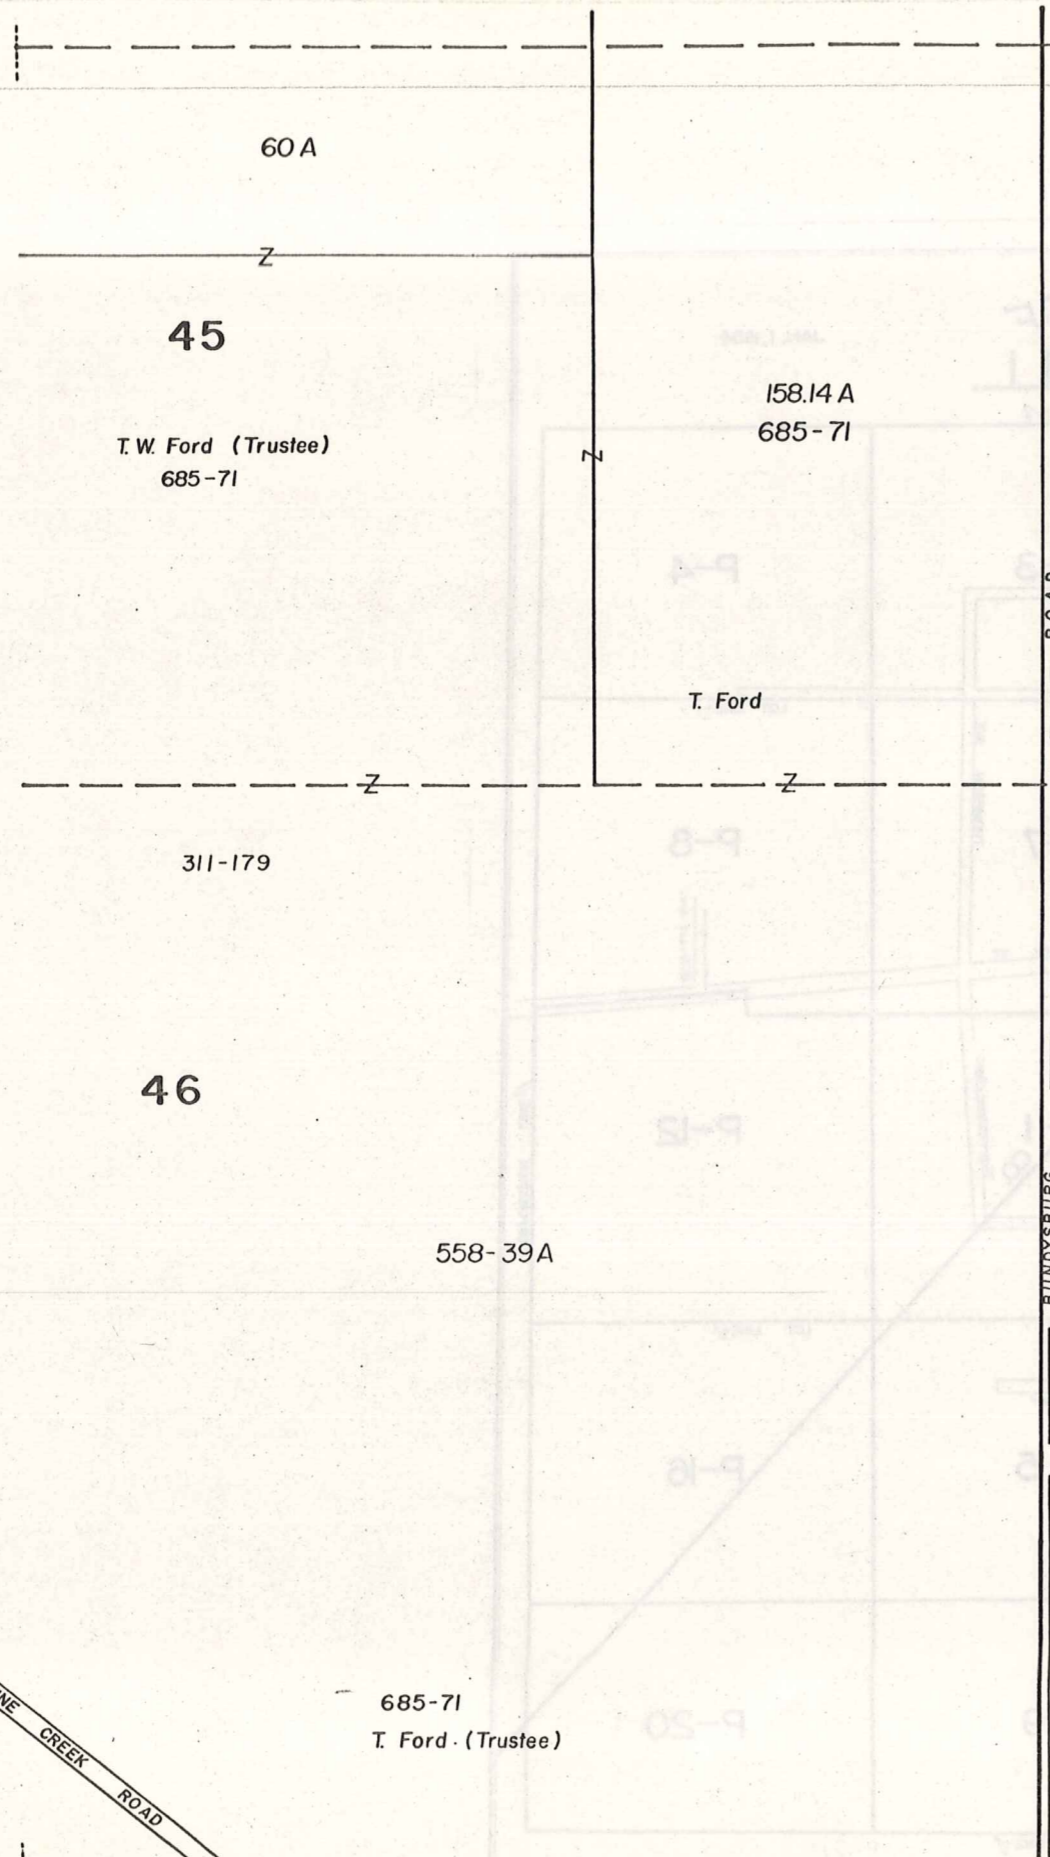 60 A
Z
45
158.14 A
685-71
T. W. Ford (Trustee)
685-71
Z
T. Ford
Z
Z
311-179
46
558-39 A
BUNDYSBURG
685-71
T. Ford. (Trustee)
CREEK ROAD